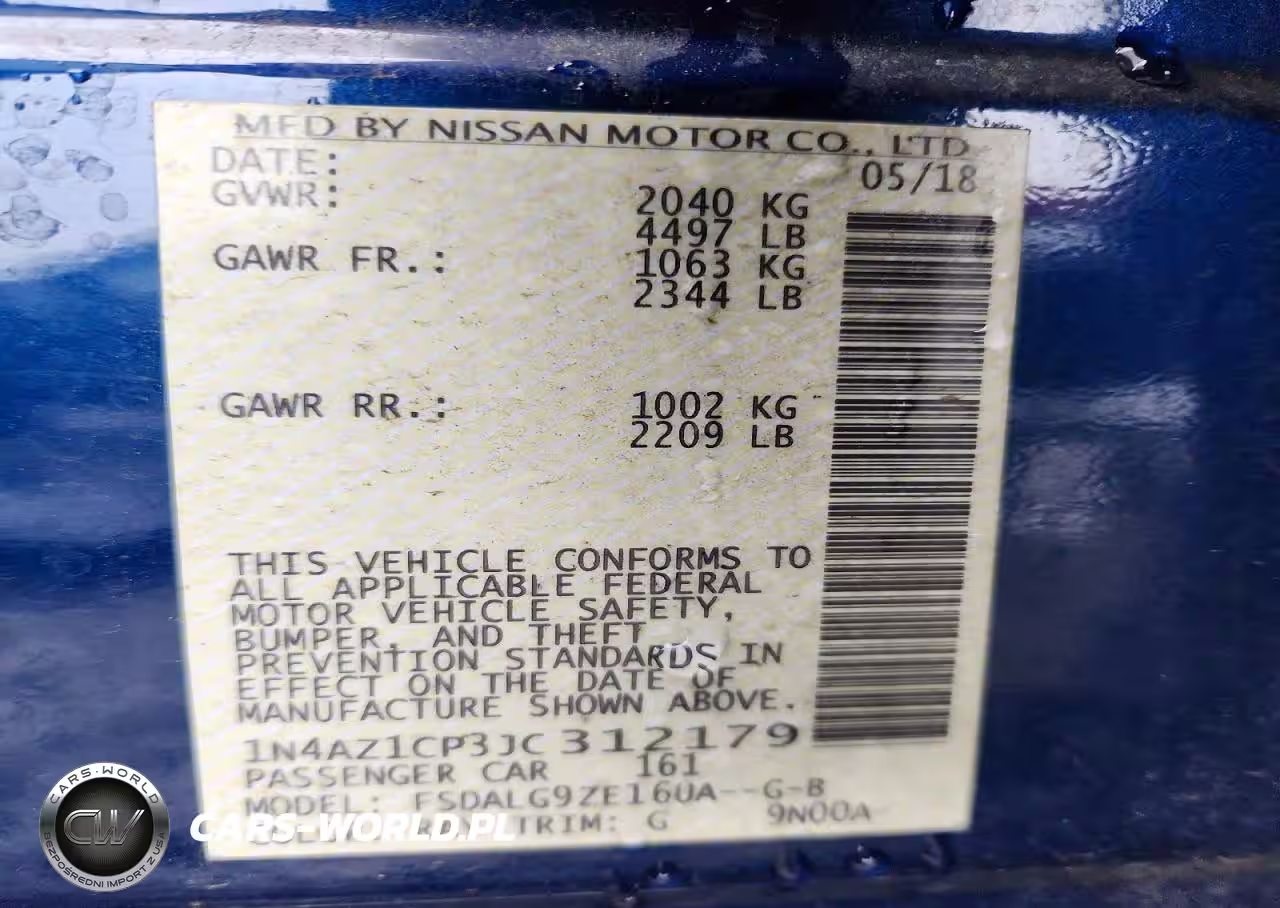 MFD BY NISSAN MOTOR CO., LTD
DATE: 05/18
GVWR: 2040 KG
4497 LB
GAWR FR.: 1063 KG
2344 LB
GAWR RR.: 1002 KG
2209 LB
THIS VEHICLE CONFORMS TO
ALL APPLICABLE FEDERAL
MOTOR VEHICLE SAFETY,
BUMPER, AND THEFT
PREVENTION STANDARDS IN
EFFECT ON THE DATE OF
MANUFACTURE SHOWN ABOVE.
1N4AZ1CP3JC312179
PASSENGER CAR 161
MODEL: FSDALG9ZE160A--G-B
TRIM: G 9N00A
CARS-WORLD
CW
BEZPOŚREDNI IMPORT Z USA
CARS-WORLD.PL